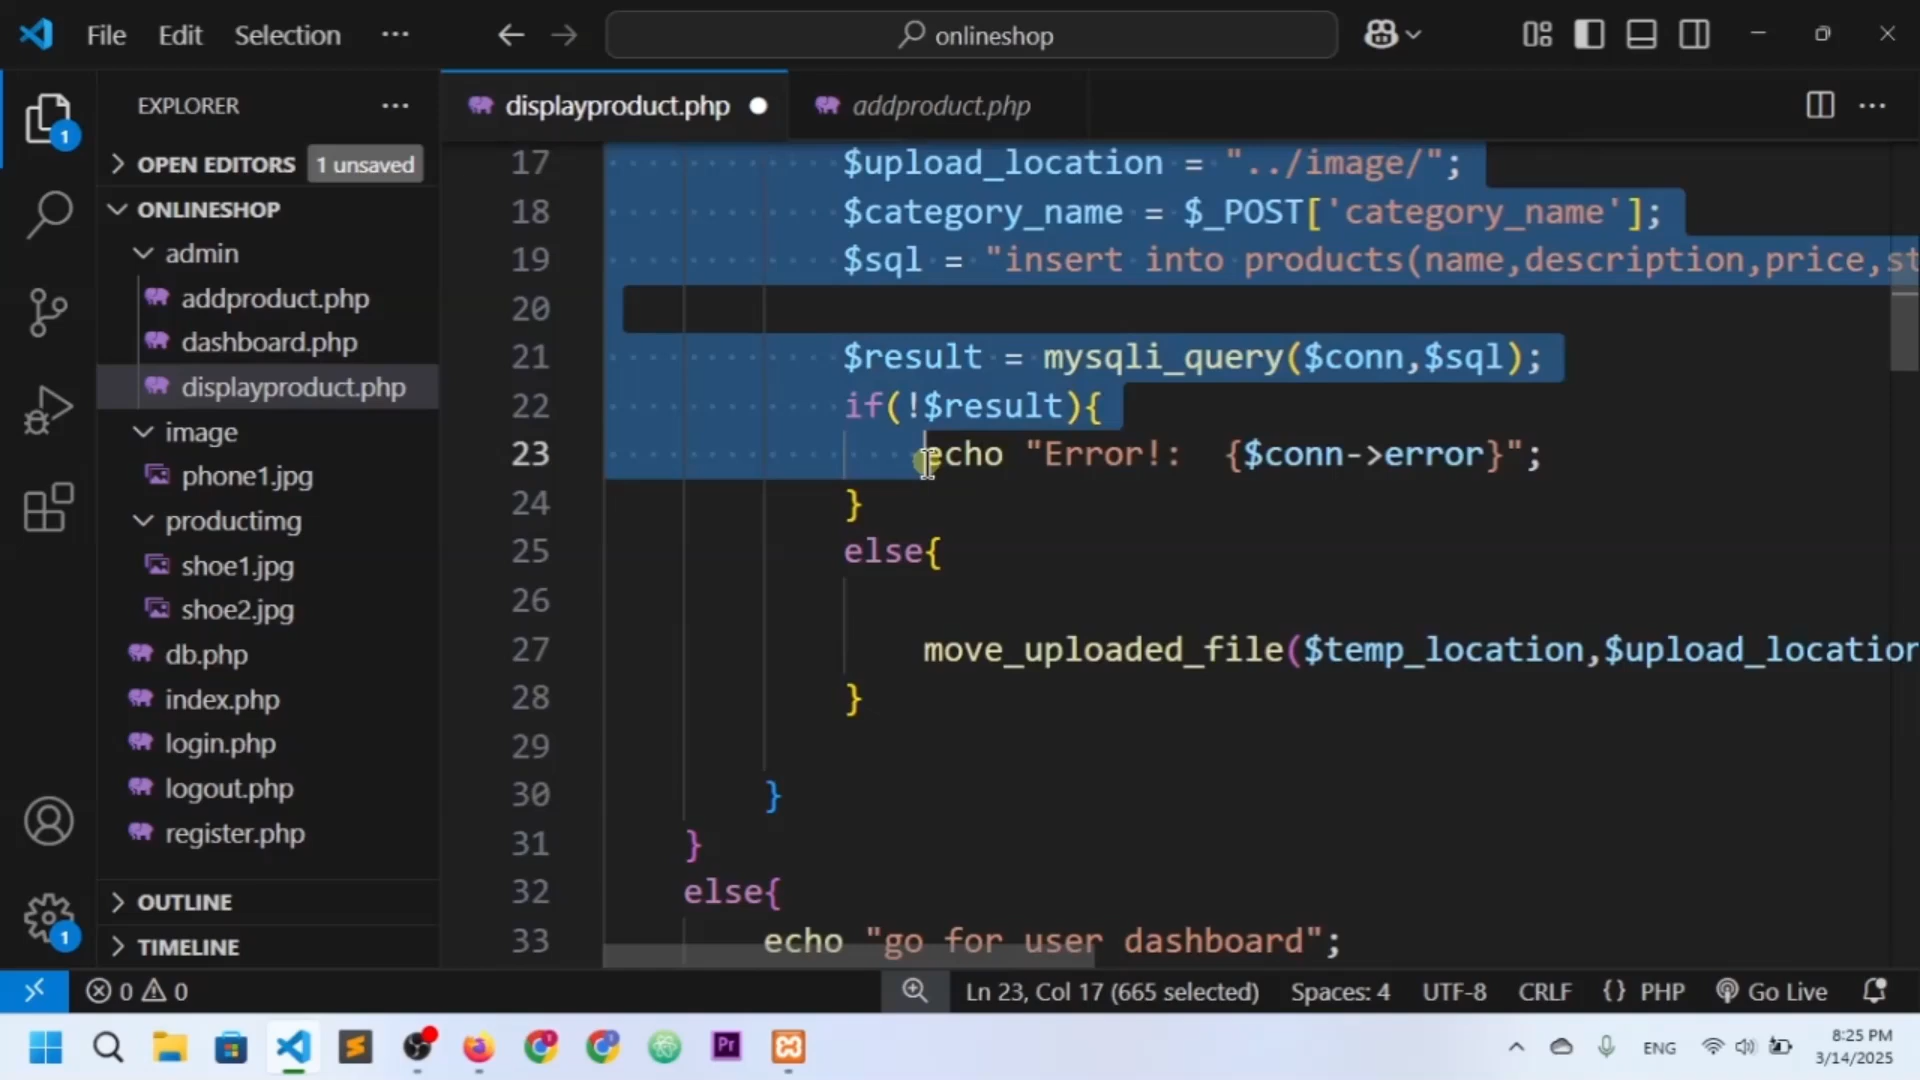 File Edit Selection ··· onlineshop
EXPLORER ···
OPEN EDITORS 1 unsaved
ONLINESHOP
admin
addproduct.php
dashboard.php
displayproduct.php
image
phone1.jpg
productimg
shoe1.jpg
shoe2.jpg
db.php
index.php
login.php
logout.php
register.php
OUTLINE
TIMELINE
1
1
displayproduct.php addproduct.php ···
17 $upload_location = "../image/";
18 $category_name = $_POST['category_name'];
19 $sql = "insert into products(name,description,price,st
20
21 $result = mysqli_query($conn,$sql);
22 if(!$result){
23 echo "Error!:  {$conn->error}";
24 }
25 else{
26
27 move_uploaded_file($temp_location,$upload_location
28 }
29
30 }
31 }
32 else{
33 echo "go for user dashboard";
0 0 Ln 23, Col 17 (665 selected) Spaces: 4 UTF-8 CRLF {} PHP Go Live
Pr ENG 8:25 PM
3/14/2025